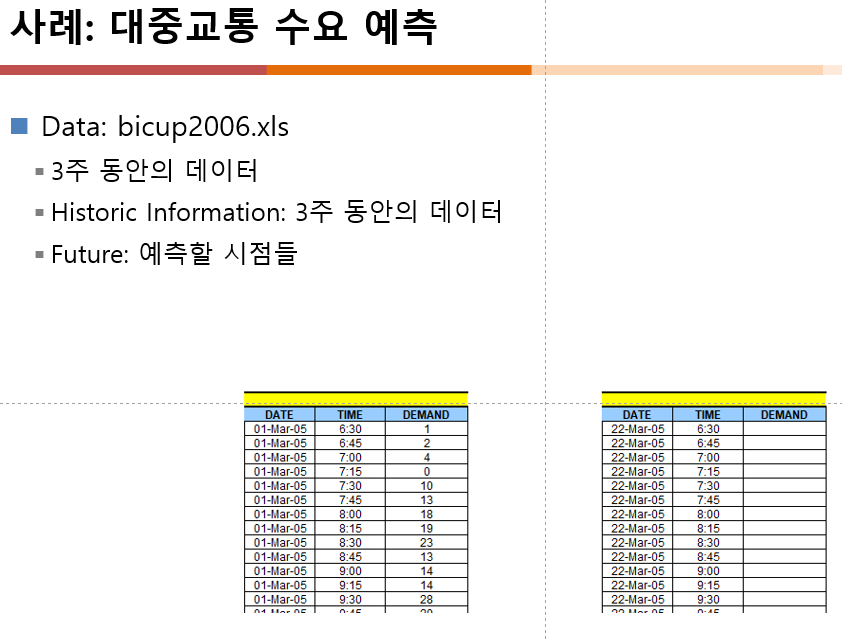 사례: 대중교통 수요 예측
Data: bicup2006.xls
3주 동안의 데이터
Historic Information: 3주 동안의 데이터
Future: 예측할 시점들
DATE TIME DEMAND
01-Mar-05 6:30 1
01-Mar-05 6:45 2
01-Mar-05 7:00 4
01-Mar-05 7:15 0
01-Mar-05 7:30 10
01-Mar-05 7:45 13
01-Mar-05 8:00 18
01-Mar-05 8:15 19
01-Mar-05 8:30 23
01-Mar-05 8:45 13
01-Mar-05 9:00 14
01-Mar-05 9:15 14
01-Mar-05 9:30 28
DATE TIME DEMAND
22-Mar-05 6:30
22-Mar-05 6:45
22-Mar-05 7:00
22-Mar-05 7:15
22-Mar-05 7:30
22-Mar-05 7:45
22-Mar-05 8:00
22-Mar-05 8:15
22-Mar-05 8:30
22-Mar-05 8:45
22-Mar-05 9:00
22-Mar-05 9:15
22-Mar-05 9:30